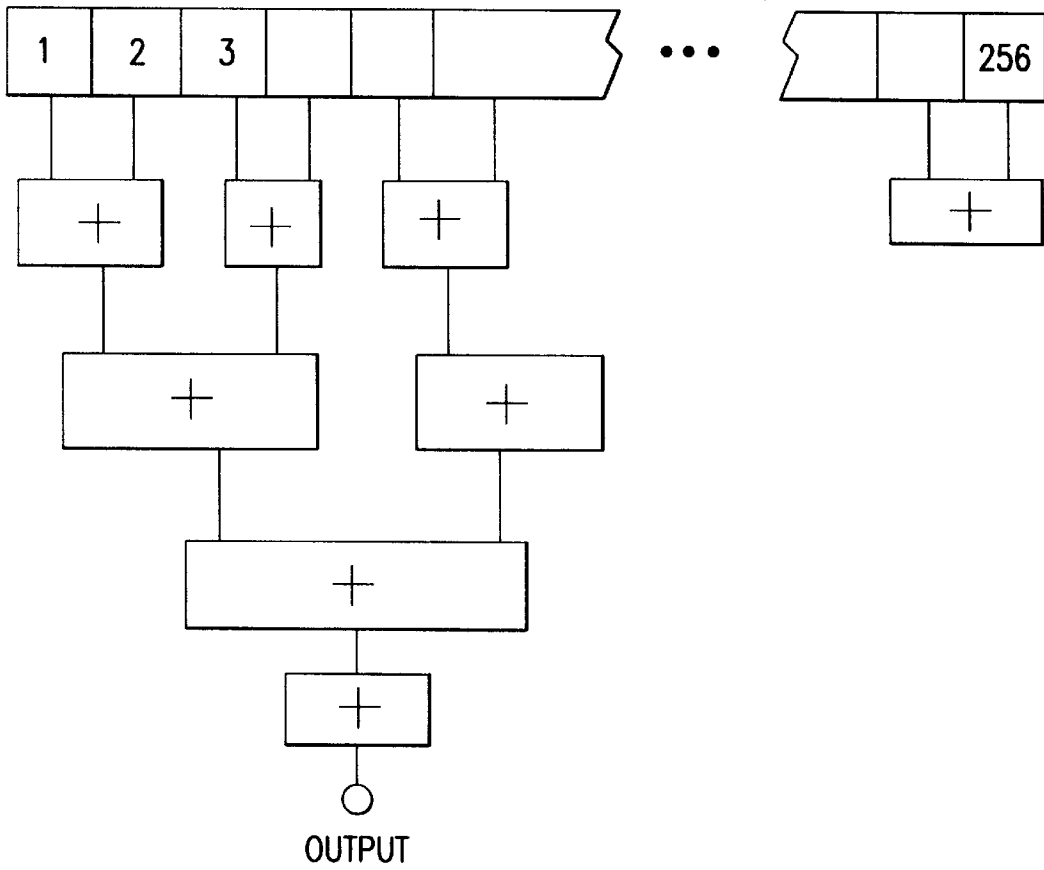 1 2 3 ••• 256
+ + + +
+ +
+
+
OUTPUT